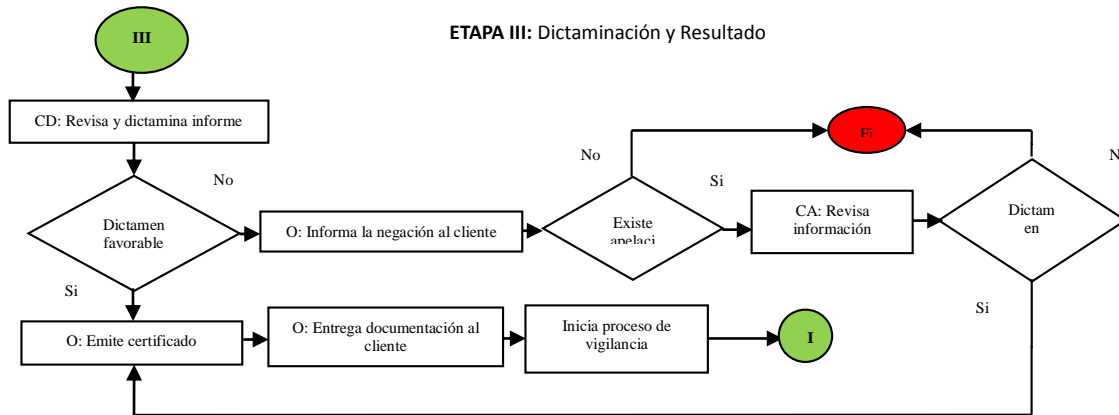 III
ETAPA III: Dictaminación y Resultado
CD: Revisa y dictamina informe
No
Dictamen
favorable
Si
O: Informa la negación al cliente
No
Existe
apelaci
Si
CA: Revisa
información
Fi
Dictam
en
N
Si
O: Emite certificado
O: Entrega documentación al
cliente
Inicia proceso de
vigilancia
I